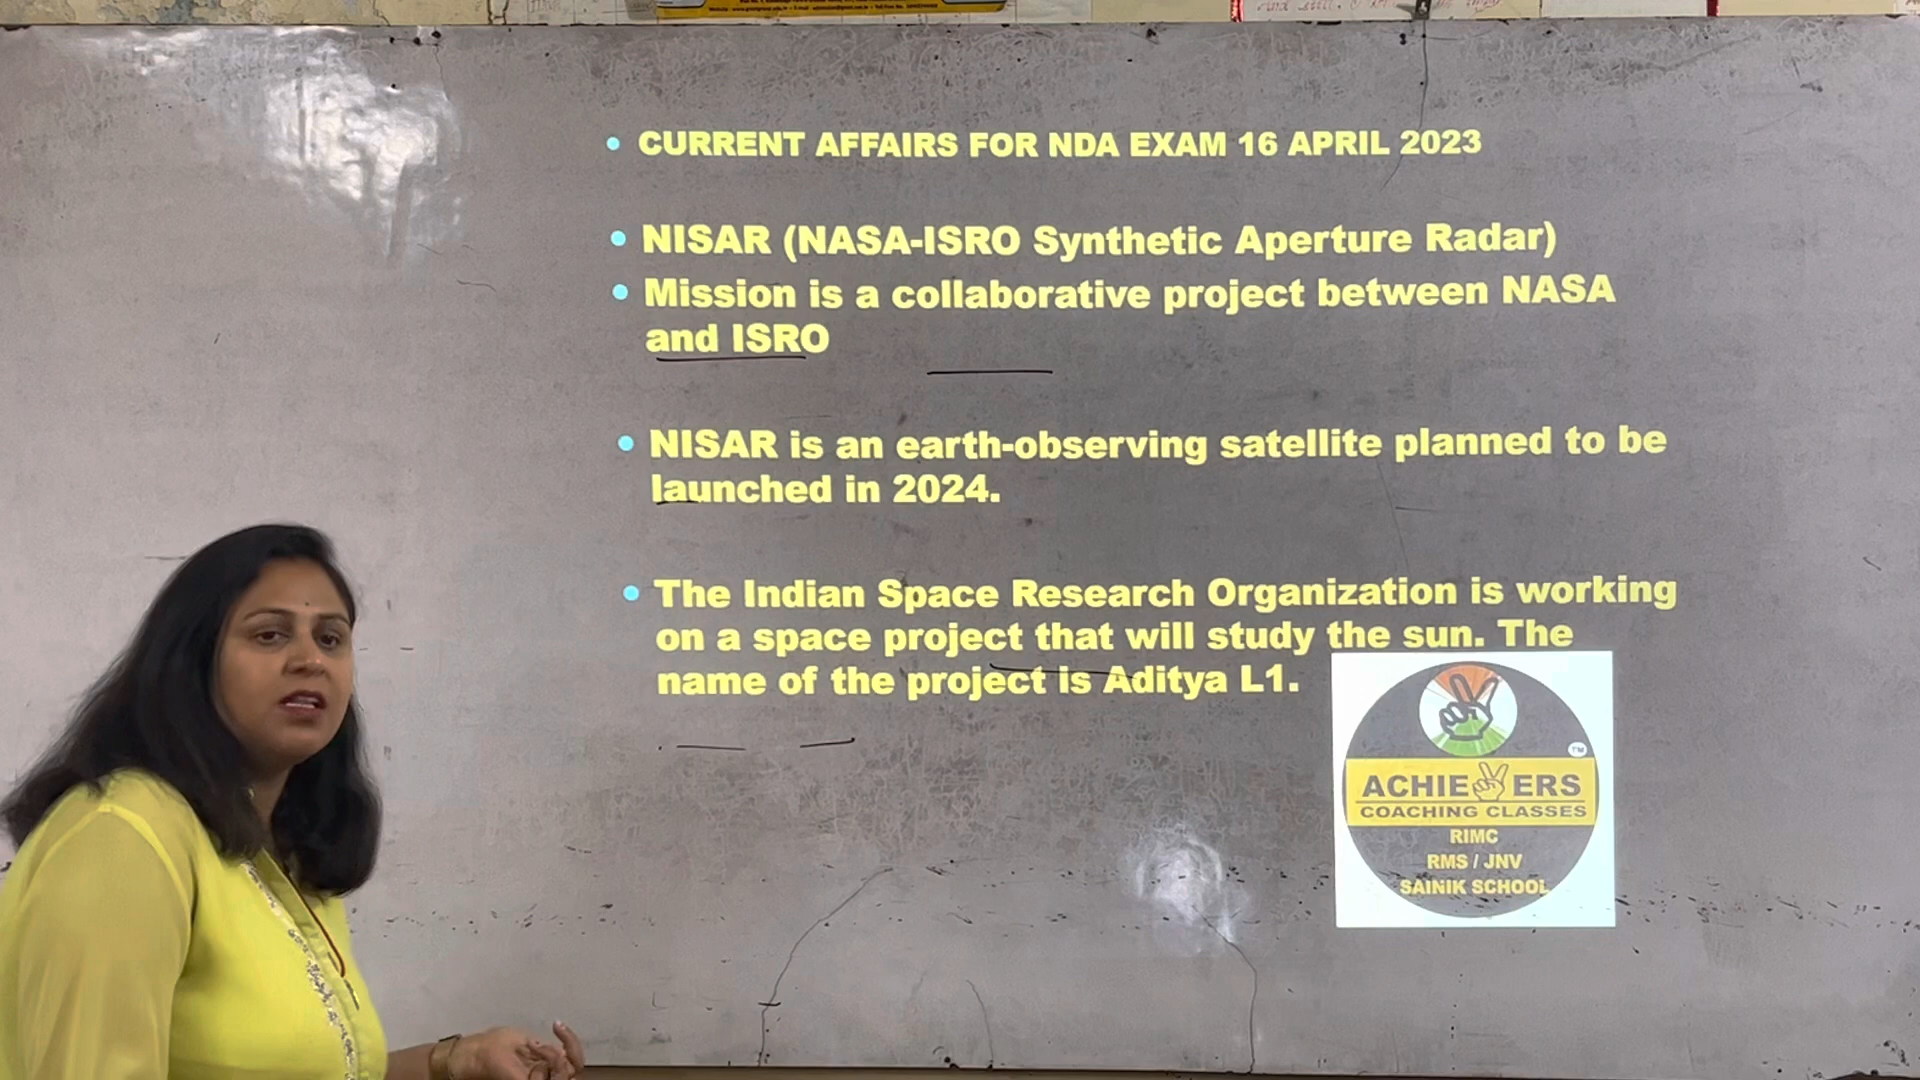 • CURRENT AFFAIRS FOR NDA EXAM 16 APRIL 2023
• NISAR (NASA-ISRO Synthetic Aperture Radar)
• Mission is a collaborative project between NASA
and ISRO
• NISAR is an earth-observing satellite planned to be
launched in 2024.
• The Indian Space Research Organization is working
on a space project that will study the sun. The
name of the project is Aditya L1.
TM
ACHIEVERS
COACHING CLASSES
RIMC
RMS / JNV
SAINIK SCHOOL